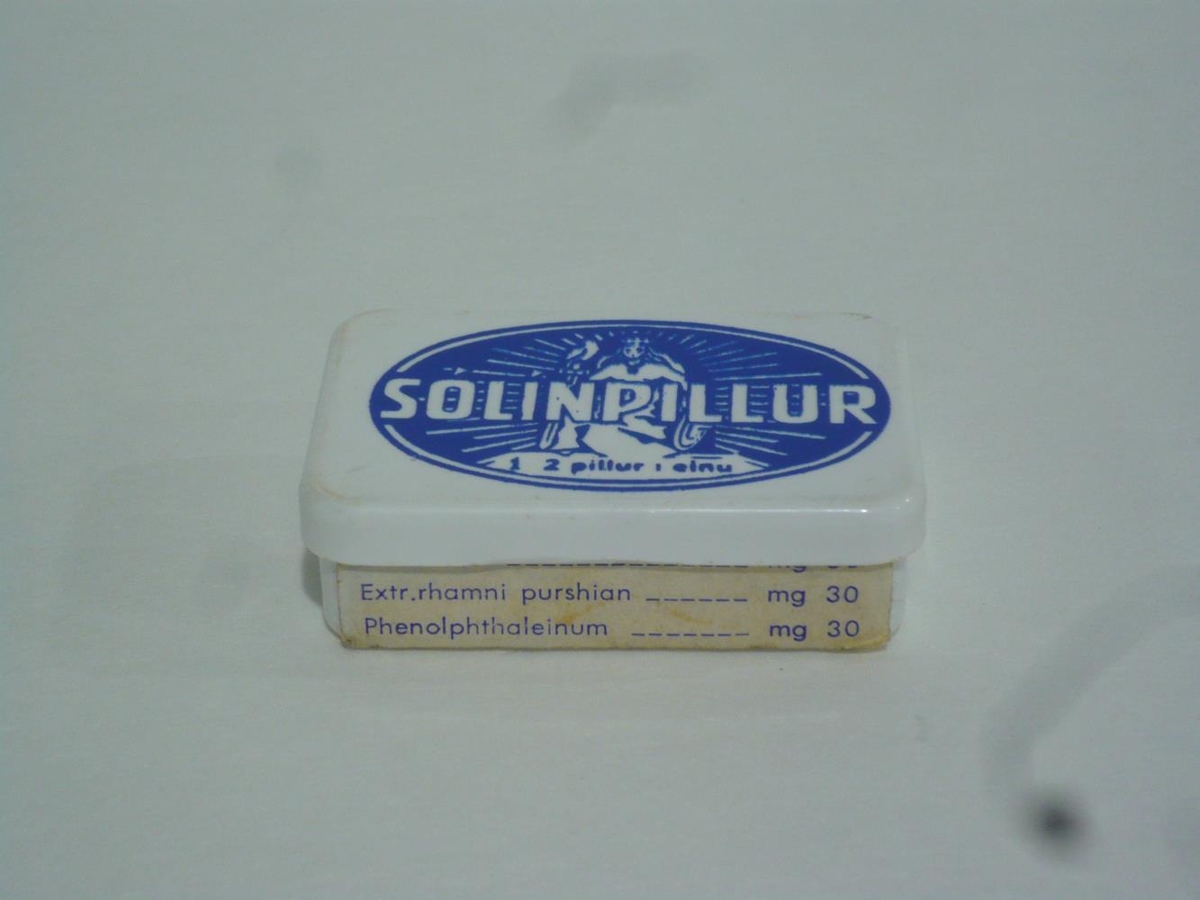 SÓLINPILLUR
1 2 pillur í einu
Extr.rhamni purshian ______ mg 30
Phenolphthaleinum _______ mg 30